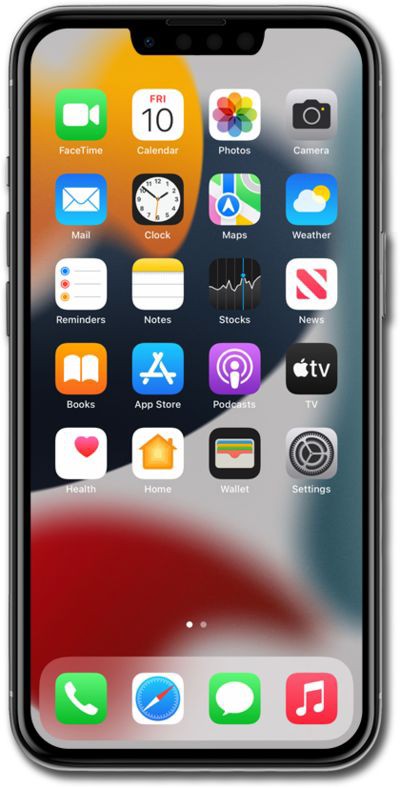 FRI
10
FaceTime
Calendar
Photos
Camera
Mail
Clock
Maps
Weather
Reminders
Notes
Stocks
News
Books
App Store
Podcasts
tv
TV
Health
Home
Wallet
Settings